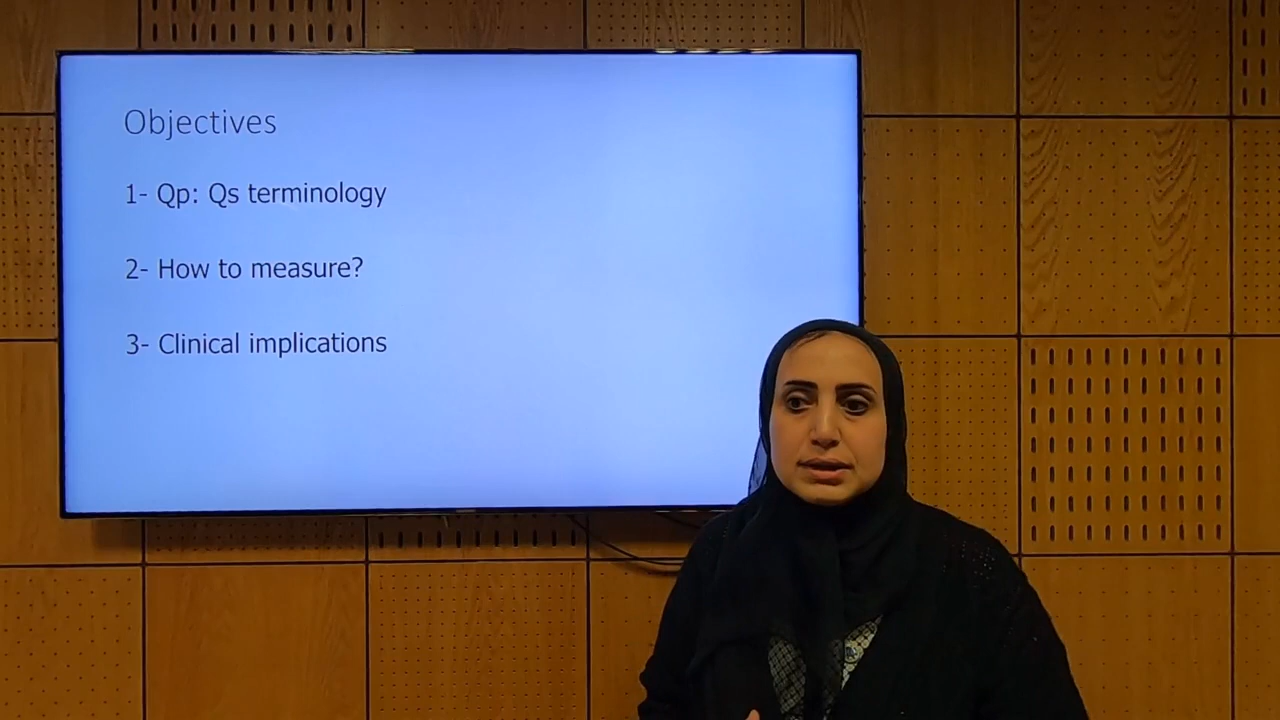 Objectives
1- Qp: Qs terminology
2- How to measure?
3- Clinical implications